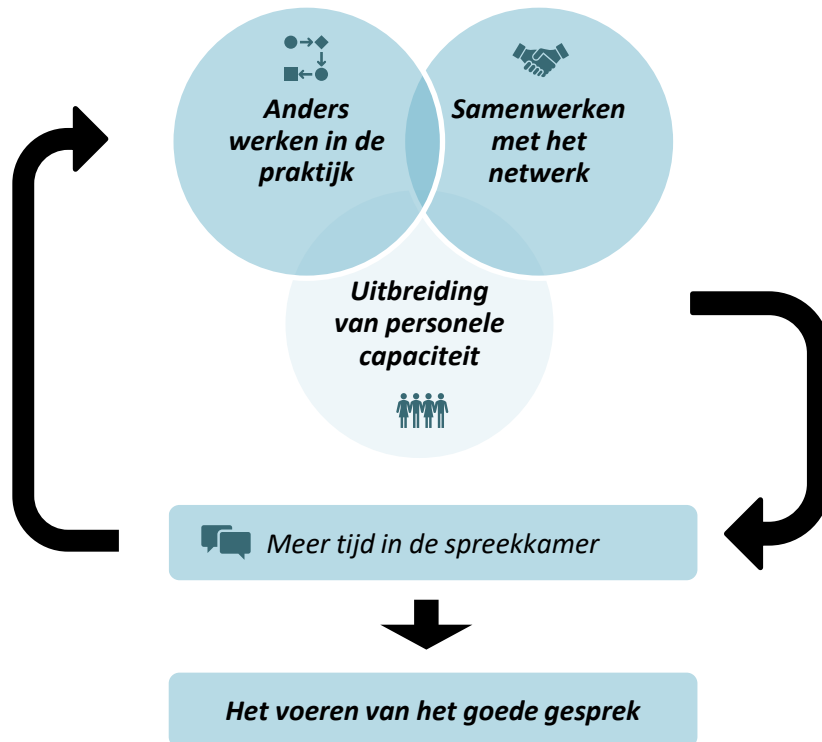 Anders
werken in de
praktijk
Samenwerken
met het
netwerk
Uitbreiding
van personele
capaciteit
Meer tijd in de spreekkamer
Het voeren van het goede gesprek